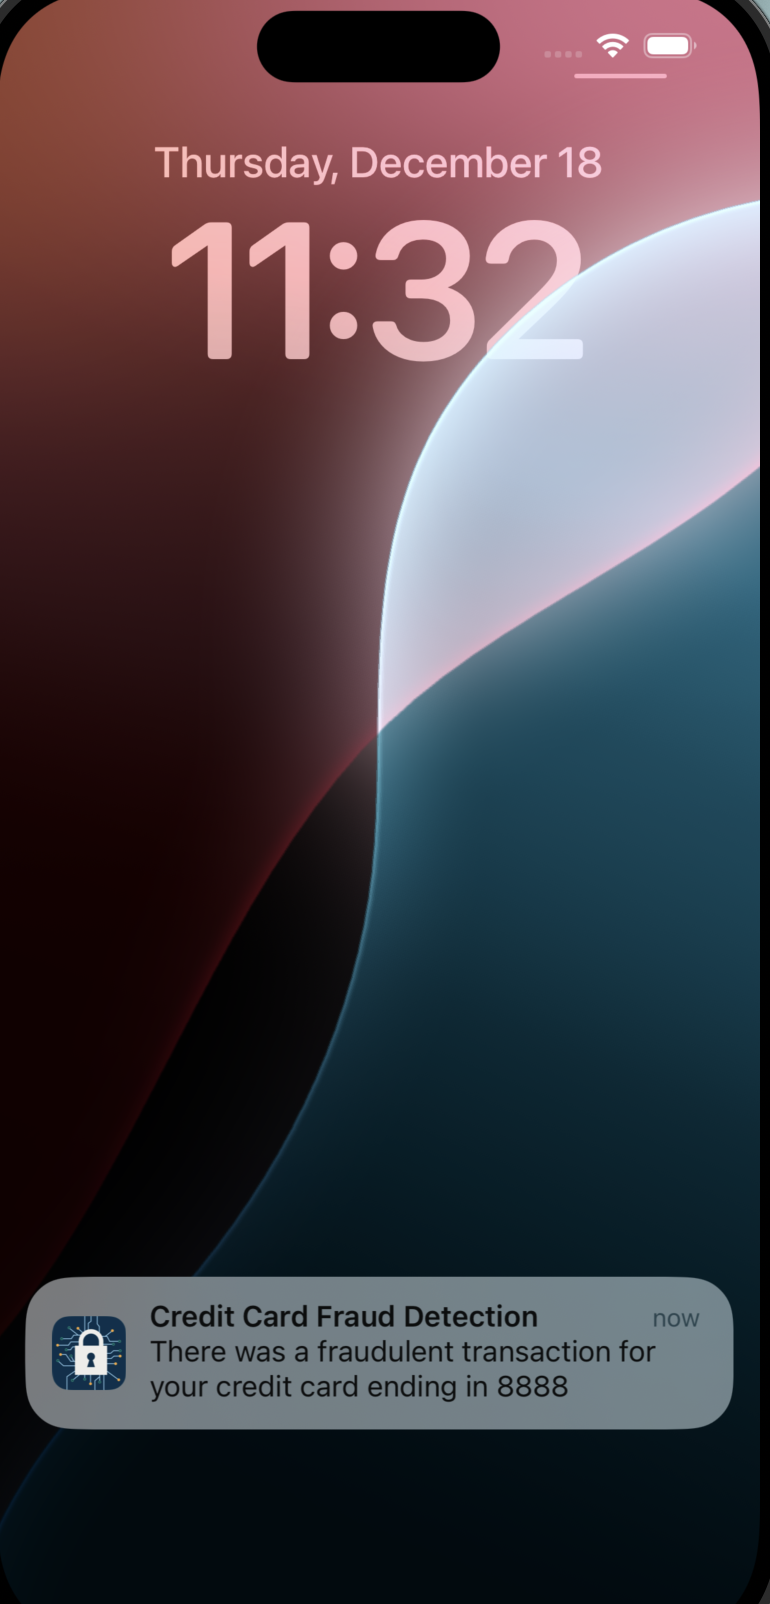 Thursday, December 18
11:32
Credit Card Fraud Detection now
There was a fraudulent transaction for
your credit card ending in 8888